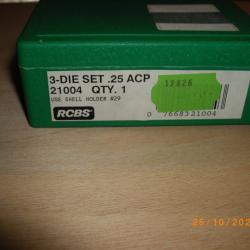 3-DIE SET .25 ACP
21004 QTY. 1
USE SHELL HOLDER #29
RCBS
12826
0 76683 21004
25/10/20